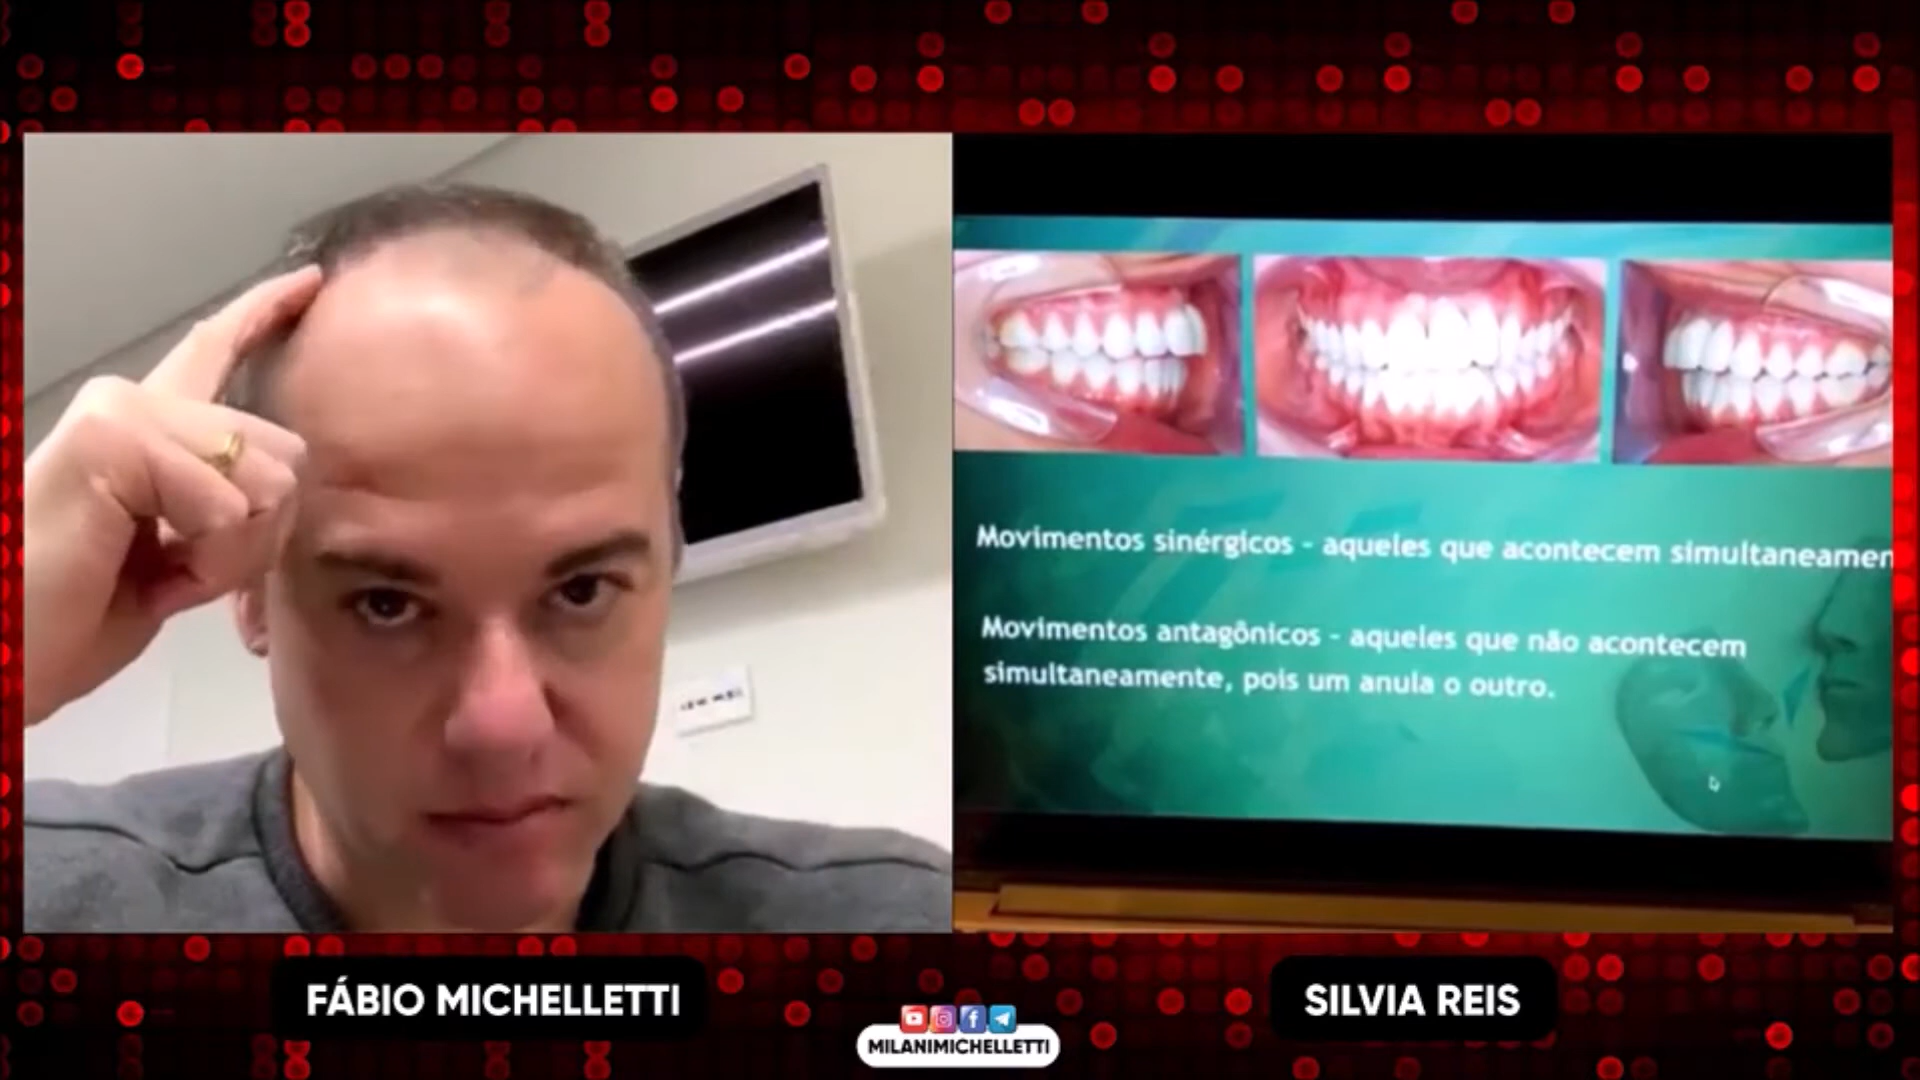 Movimentos sinérgicos - aqueles que acontecem simultaneamen
Movimentos antagônicos - aqueles que não acontecem
simultaneamente, pois um anula o outro.
FÁBIO MICHELLETTI
SILVIA REIS
MILANIMICHELLETTI